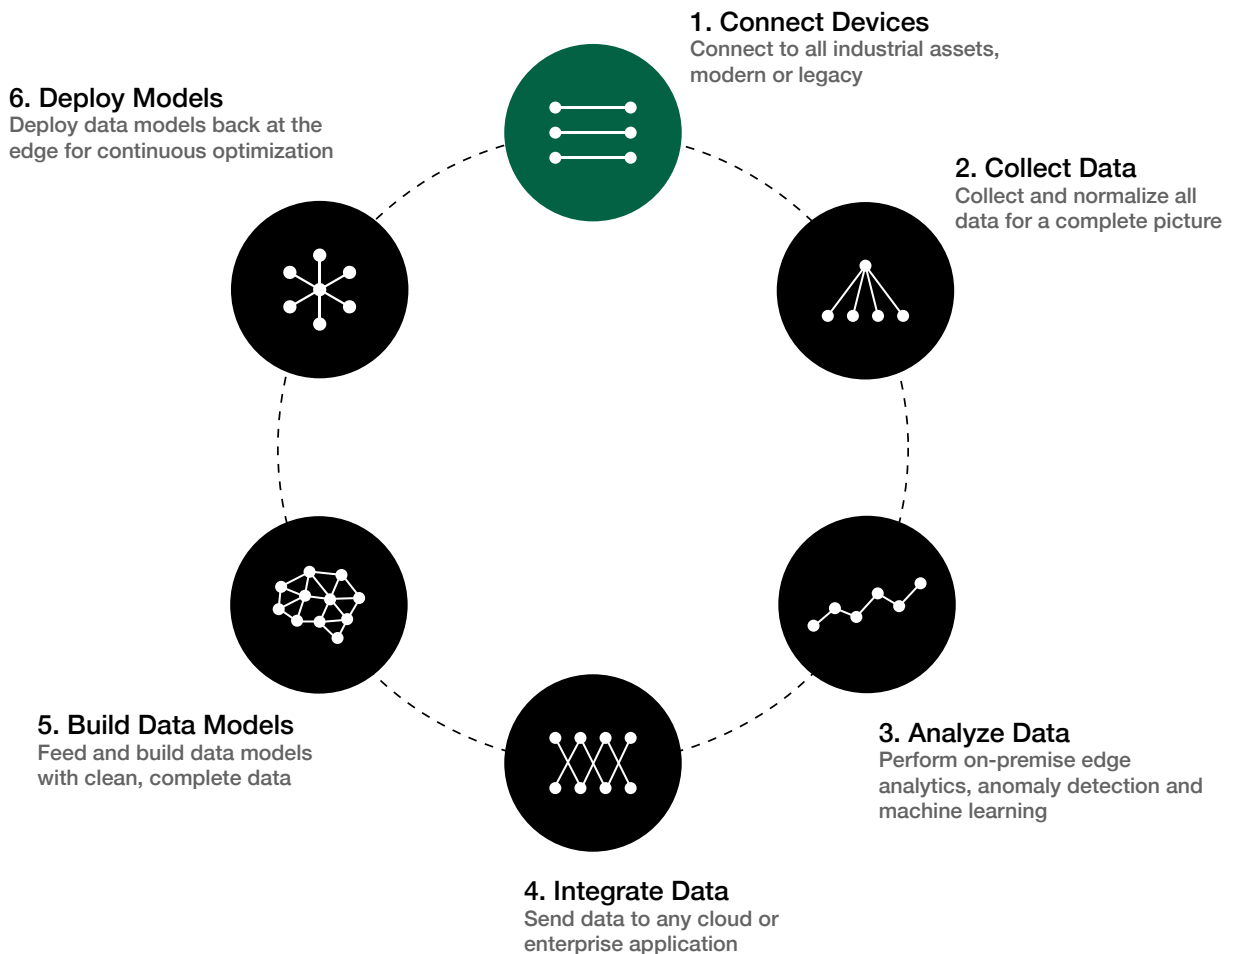 1. Connect Devices
Connect to all industrial assets,
modern or legacy
2. Collect Data
Collect and normalize all
data for a complete picture
3. Analyze Data
Perform on-premise edge
analytics, anomaly detection and
machine learning
4. Integrate Data
Send data to any cloud or
enterprise application
5. Build Data Models
Feed and build data models
with clean, complete data
6. Deploy Models
Deploy data models back at the
edge for continuous optimization